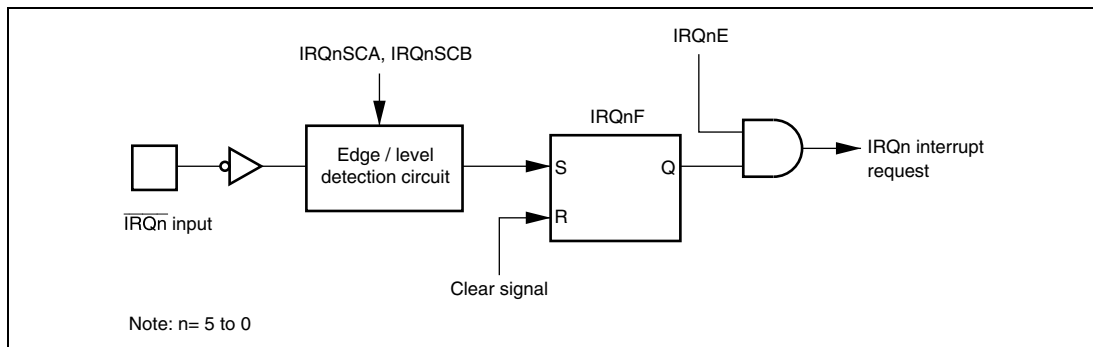 IRQnSCA, IRQnSCB
IRQnE
IRQnF
Edge / level
detection circuit
S
Q
R
IRQn interrupt
request
IRQn input
Clear signal
Note: n= 5 to 0